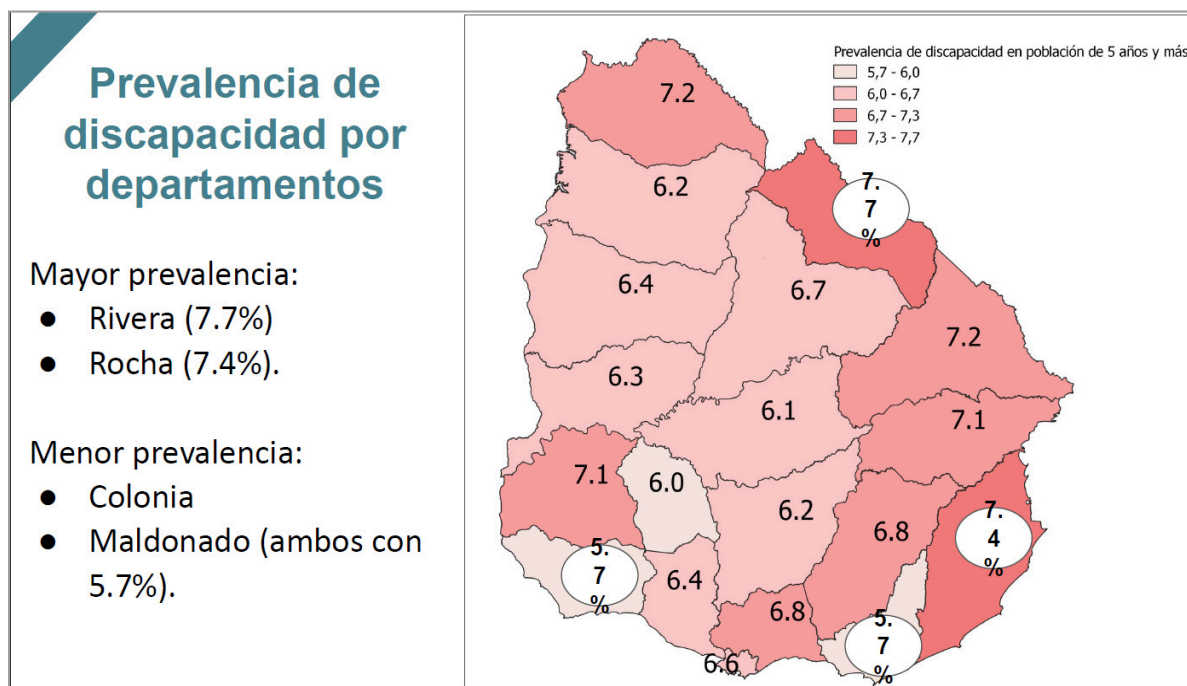 Prevalencia de
discapacidad por
departamentos
Mayor prevalencia:
● Rivera (7.7%)
● Rocha (7.4%).
Menor prevalencia:
● Colonia
● Maldonado (ambos con
5.7%).
Prevalencia de discapacidad en población de 5 años y más
5,7 - 6,0
6,0 - 6,7
6,7 - 7,3
7,3 - 7,7
7.2
6.2
7.
7
%
6.4
6.7
7.2
6.3
6.1
7.1
7.1
6.0
6.2
6.8
7.
4
%
5.
7
%
6.4
6.8
5.
7
%
6.6